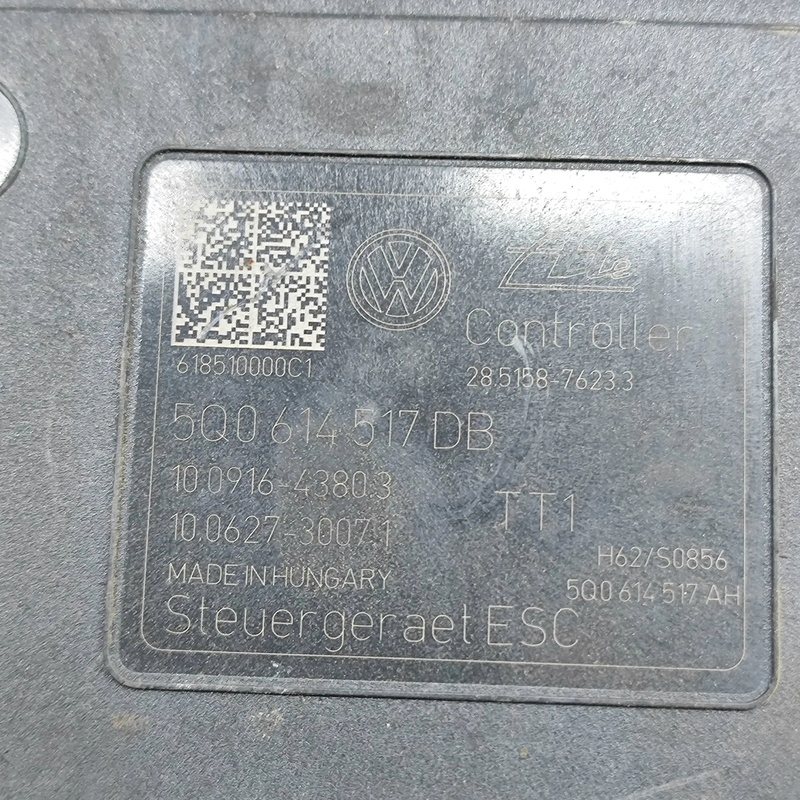 Ate
Controller
618510000C1
28.5158-7623.3
5Q0 614 517 DB
10.0916-4380.3
TT1
10.0627-3007.1
H62/S0856
MADE IN HUNGARY
5Q0 614 517 AH
Steuergeraet ESC